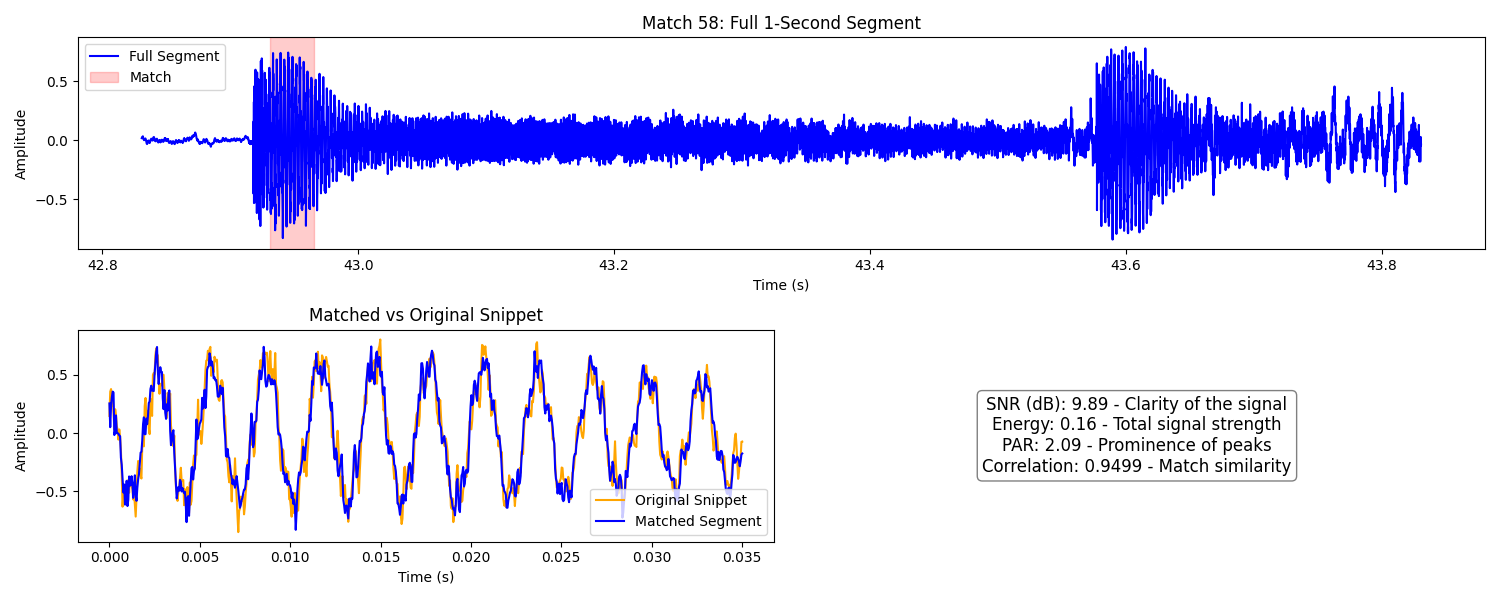 Match 58: Full 1-Second Segment
Full Segment
Match
Amplitude
0.5
0.0
−0.5
42.8 43.0 43.2 43.4 43.6 43.8
Time (s)
Matched vs Original Snippet
Amplitude
0.5
0.0
−0.5
Original Snippet
Matched Segment
0.000 0.005 0.010 0.015 0.020 0.025 0.030 0.035
Time (s)
SNR (dB): 9.89 - Clarity of the signal
Energy: 0.16 - Total signal strength
PAR: 2.09 - Prominence of peaks
Correlation: 0.9499 - Match similarity